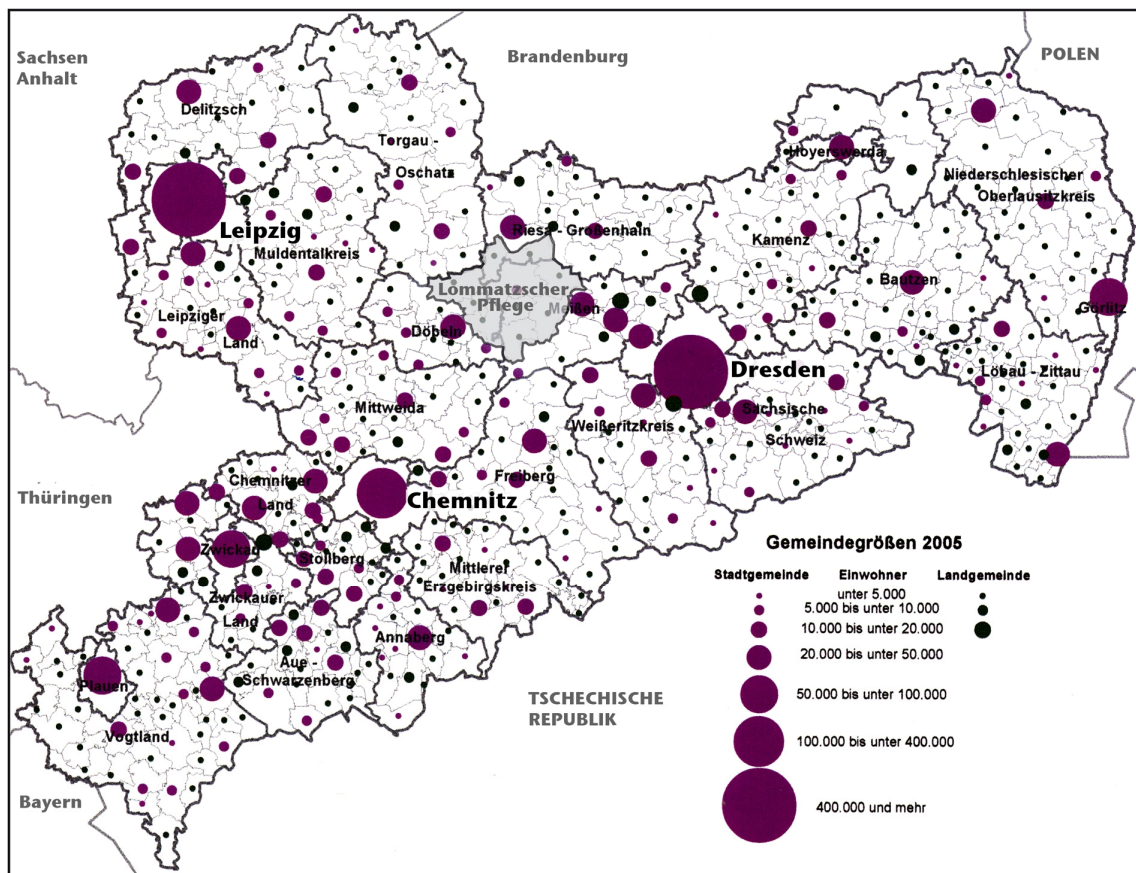 Sachsen
Anhalt
Brandenburg
POLEN
Delitzsch
Torgau -
Oschatz
Hoyerswerda
Niederschlesischer
Oberlausitzkreis
Leipzig
Muldentalkreis
Riesa - Großenhain
Kamenz
Bautzen
Lommatzscher
Pflege
Meißen
Görlitz
Leipziger
Land
Döbeln
Dresden
Löbau - Zittau
Mittweida
Weißeritzkreis
Sächsische
Schweiz
Thüringen
Chemnitzer
Land
Chemnitz
Freiberg
Zwickau
Stollberg
Mittlerer
Erzgebirgskreis
Zwickauer
Land
Annaberg
Aue -
Schwarzenberg
Plauen
Vogtland
TSCHECHISCHE
REPUBLIK
Bayern
Gemeindegrößen 2005
Stadtgemeinde Einwohner Landgemeinde
unter 5.000
5.000 bis unter 10.000
10.000 bis unter 20.000
20.000 bis unter 50.000
50.000 bis unter 100.000
100.000 bis unter 400.000
400.000 und mehr